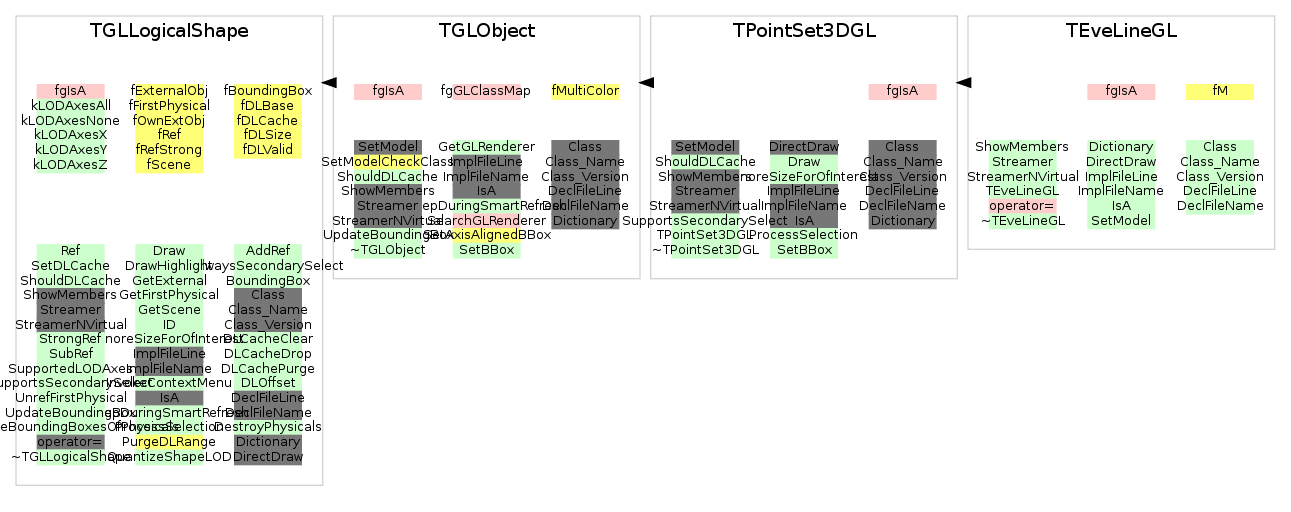 TGLLogicalShape
fgIsA
kLODAxesAll
kLODAxesNone
kLODAxesX
kLODAxesY
kLODAxesZ
fExternalObj
fFirstPhysical
fOwnExtObj
fRef
fRefStrong
fScene
fBoundingBox
fDLBase
fDLCache
fDLSize
fDLValid
Ref
SetDLCache
ShouldDLCache
ShowMembers
Streamer
StreamerNVirtual
StrongRef
SubRef
SupportedLODAxes
UnrefFirstPhysical
UpdateBoundingBox
operator=
~TGLLogicalShape
Draw
DrawHighlight
GetExternal
GetFirstPhysical
GetScene
ID
noreSizeForOfInterest
ImplFileLine
ImplFileName
InvokeContextMenu
IsA
ProcessSelection
PurgeDLRange
QuantizeShapeLOD
AddRef
waysSecondarySelect
BoundingBox
Class
Class_Name
Class_Version
DLCacheClear
DLCacheDrop
DLCachePurge
DLOffset
DeclFileLine
DeclFileName
DestroyPhysicals
Dictionary
DirectDraw
TGLObject
fgIsA
fgGLClassMap
fMultiColor
SetModel
SetModelCheckClass
ShouldDLCache
ShowMembers
Streamer
StreamerNVirtual
UpdateBoundingBox
~TGLObject
GetGLRenderer
ImplFileLine
ImplFileName
IsA
epDuringSmartRefresh
SearchGLRenderer
SetAxisAlignedBBox
SetBBox
Class
Class_Name
Class_Version
DeclFileLine
DeclFileName
Dictionary
TPointSet3DGL
fgIsA
SetModel
ShouldDLCache
ShowMembers
Streamer
StreamerNVirtual
SupportsSecondarySelect
TPointSet3DGL
~TPointSet3DGL
DirectDraw
Draw
noreSizeForOfInterest
ImplFileLine
ImplFileName
IsA
ProcessSelection
SetBBox
Class
Class_Name
Class_Version
DeclFileLine
DeclFileName
Dictionary
TEveLineGL
fgIsA
fM
ShowMembers
Streamer
StreamerNVirtual
TEveLineGL
operator=
~TEveLineGL
Dictionary
DirectDraw
ImplFileLine
ImplFileName
IsA
SetModel
Class
Class_Name
Class_Version
DeclFileLine
DeclFileName